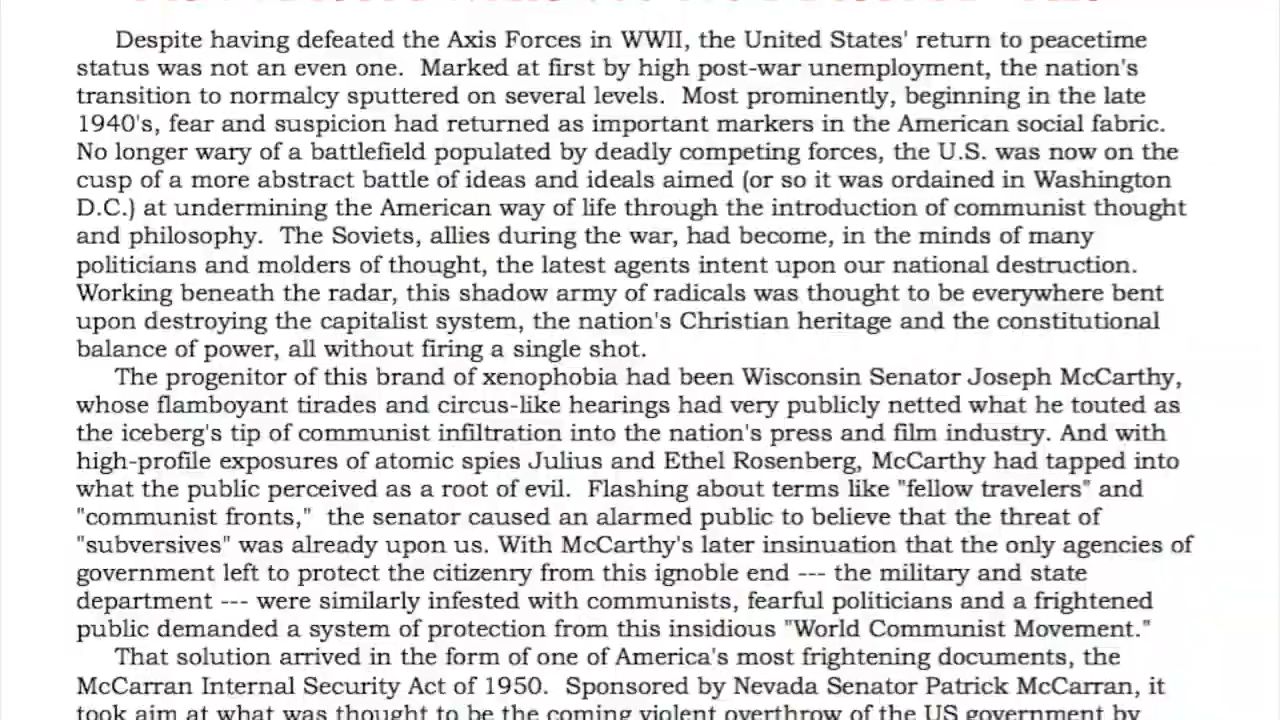 Despite having defeated the Axis Forces in WWII, the United States' return to peacetime
status was not an even one.  Marked at first by high post-war unemployment, the nation's
transition to normalcy sputtered on several levels.  Most prominently, beginning in the late
1940's, fear and suspicion had returned as important markers in the American social fabric.
No longer wary of a battlefield populated by deadly competing forces, the U.S. was now on the
cusp of a more abstract battle of ideas and ideals aimed (or so it was ordained in Washington
D.C.) at undermining the American way of life through the introduction of communist thought
and philosophy.  The Soviets, allies during the war, had become, in the minds of many
politicians and molders of thought, the latest agents intent upon our national destruction.
Working beneath the radar, this shadow army of radicals was thought to be everywhere bent
upon destroying the capitalist system, the nation's Christian heritage and the constitutional
balance of power, all without firing a single shot.
The progenitor of this brand of xenophobia had been Wisconsin Senator Joseph McCarthy,
whose flamboyant tirades and circus-like hearings had very publicly netted what he touted as
the iceberg's tip of communist infiltration into the nation's press and film industry. And with
high-profile exposures of atomic spies Julius and Ethel Rosenberg, McCarthy had tapped into
what the public perceived as a root of evil.  Flashing about terms like "fellow travelers" and
"communist fronts,"  the senator caused an alarmed public to believe that the threat of
"subversives" was already upon us. With McCarthy's later insinuation that the only agencies of
government left to protect the citizenry from this ignoble end --- the military and state
department --- were similarly infested with communists, fearful politicians and a frightened
public demanded a system of protection from this insidious "World Communist Movement."
That solution arrived in the form of one of America's most frightening documents, the
McCarran Internal Security Act of 1950.  Sponsored by Nevada Senator Patrick McCarran, it
took aim at what was thought to be the coming violent overthrow of the US government by